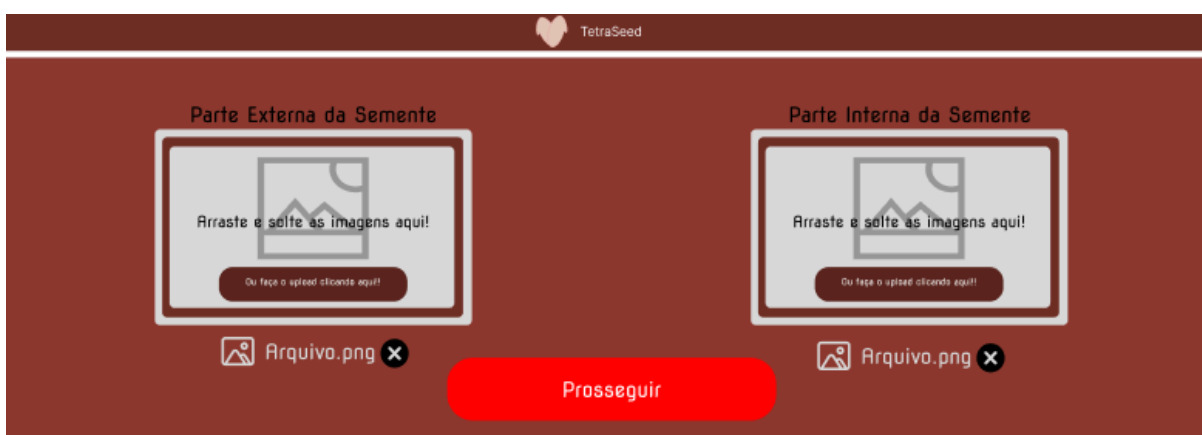 TetraSeed
Parte Externa da Semente
Arraste e solte as imagens aqui!
Ou faça o upload clicando aqui!!
Arquivo.png
Parte Interna da Semente
Arraste e solte as imagens aqui!
Ou faça o upload clicando aqui!!
Arquivo.png
Prosseguir